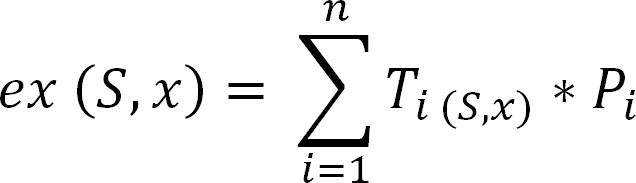 ex (S, x) = ∑_{i=1}^{n} T_{i (S,x)} * P_i